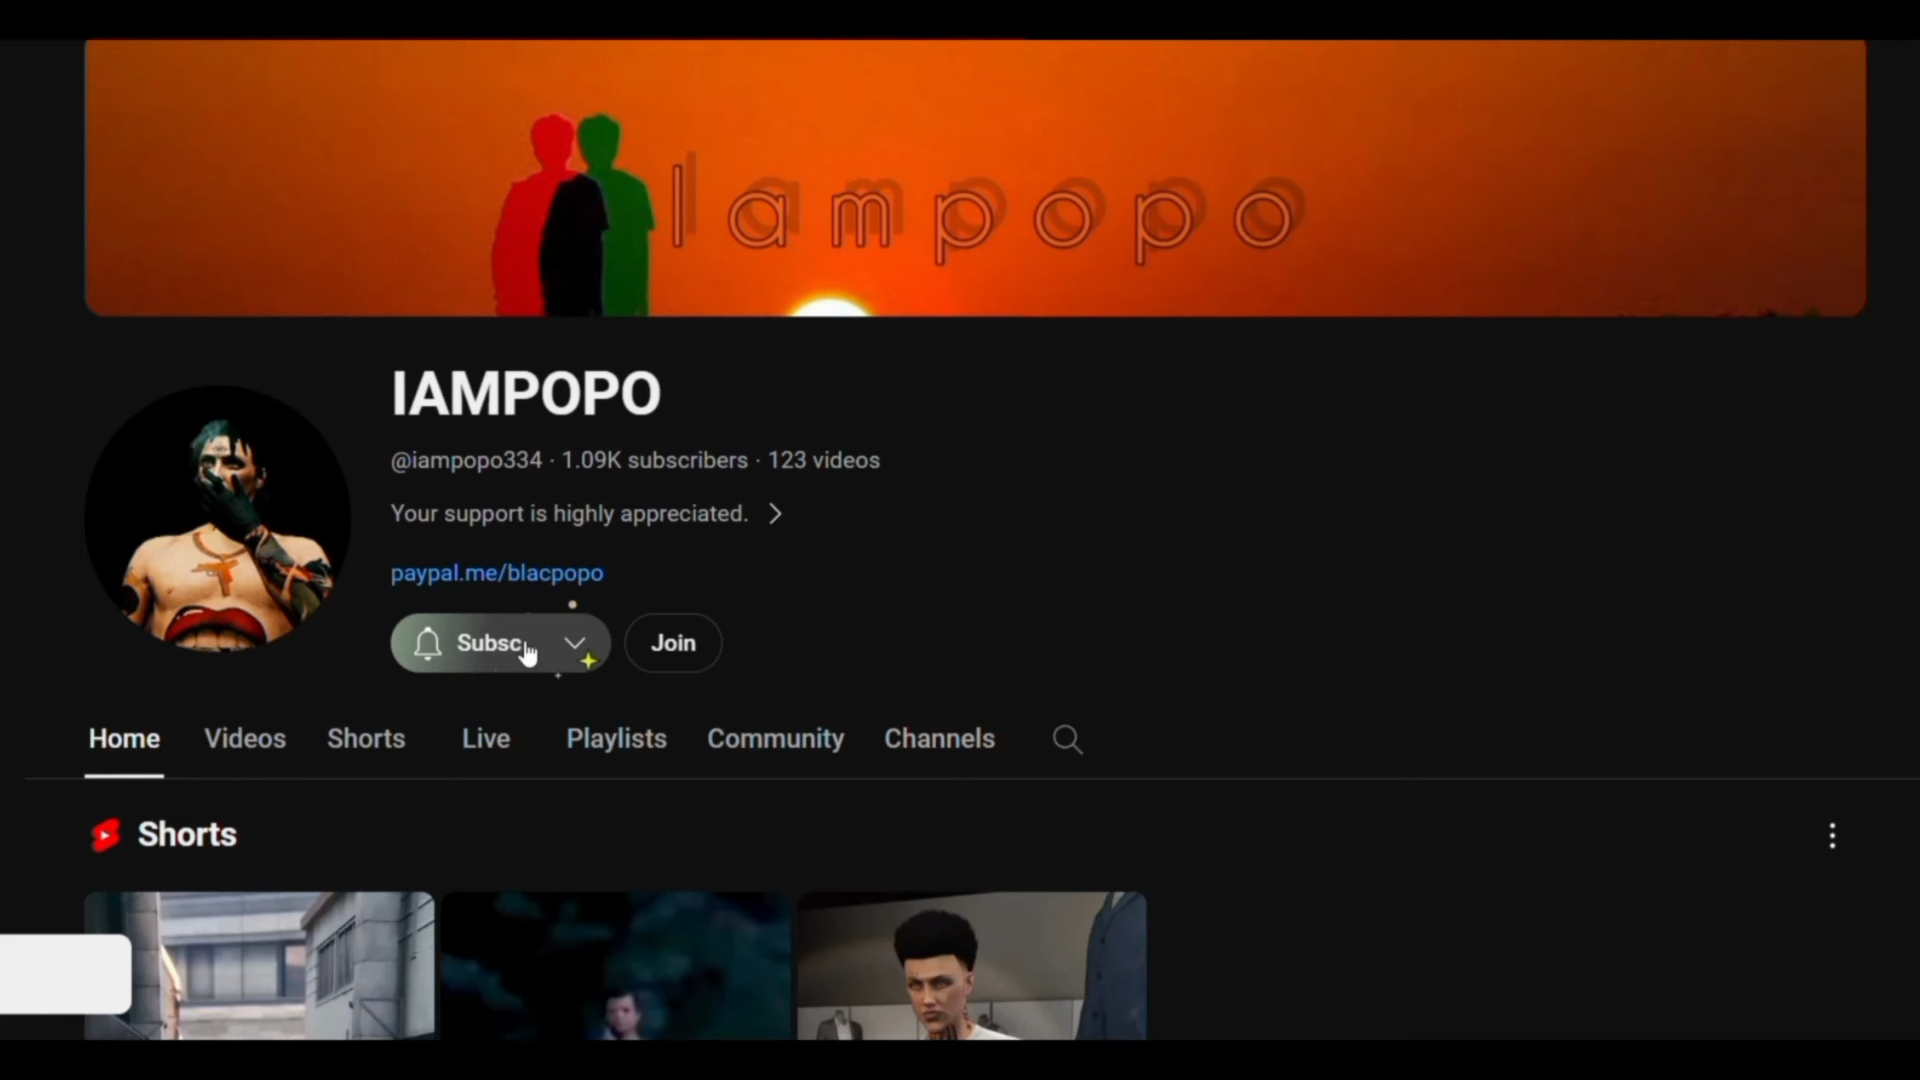 Iampopo
IAMPOPO
@iampopo334 · 1.09K subscribers · 123 videos
Your support is highly appreciated.
paypal.me/blacpopo
Subsc
Join
Home Videos Shorts Live Playlists Community Channels
Shorts